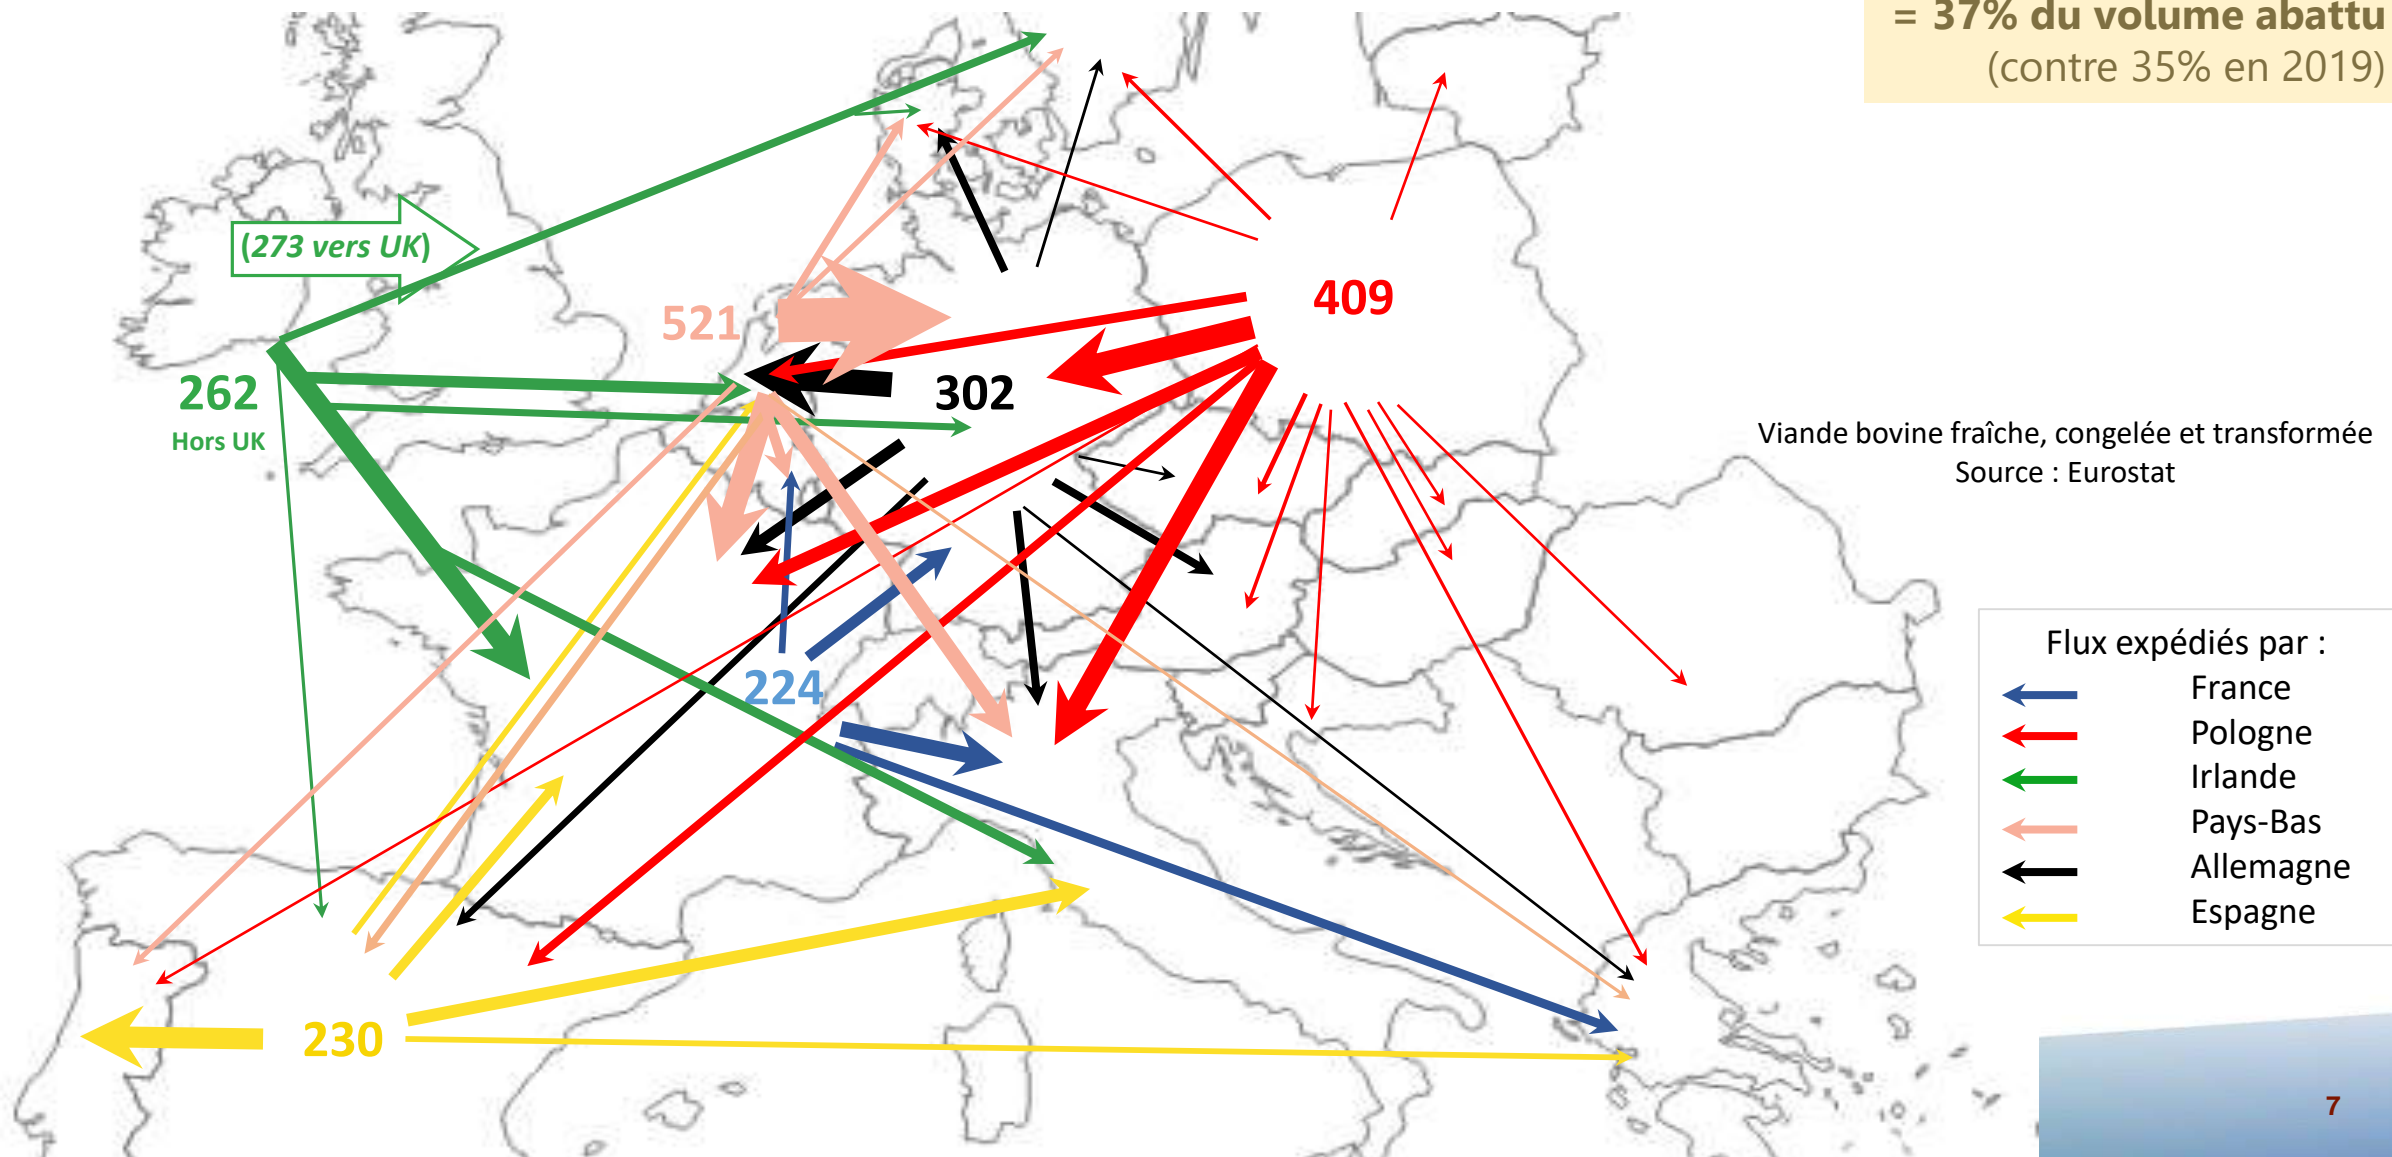 = 37% du volume abattu
(contre 35% en 2019)
(273 vers UK)
521
409
262
Hors UK
302
Viande bovine fraîche, congelée et transformée
Source : Eurostat
224
230
Flux expédiés par :
France
Pologne
Irlande
Pays-Bas
Allemagne
Espagne
7